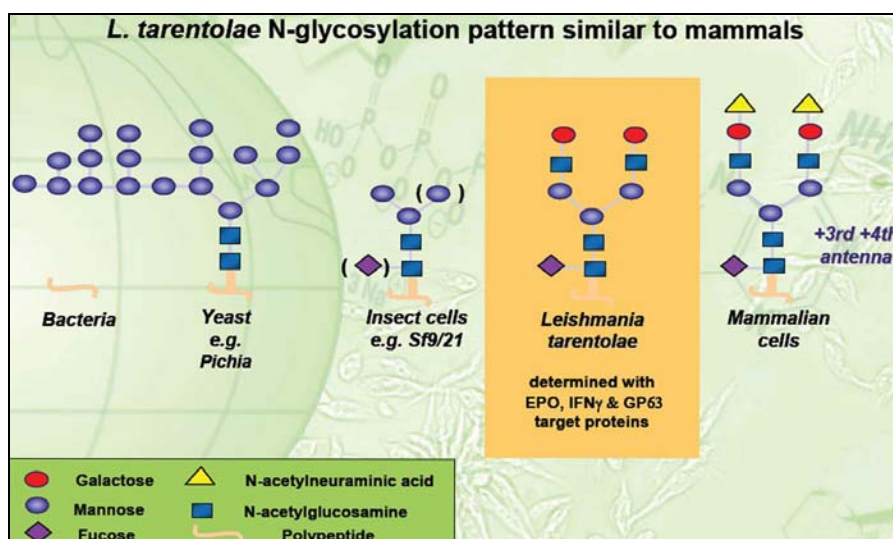 L. tarentolae N-glycosylation pattern similar to mammals
+3rd +4th
antenna
Bacteria
Yeast
e.g.
Pichia
Insect cells
e.g. Sf9/21
Leishmania
tarentolae
determined with
EPO, IFNγ & GP63
target proteins
Mammalian
cells
Galactose
N-acetylneuraminic acid
Mannose
N-acetylglucosamine
Fucose
Polypeptide